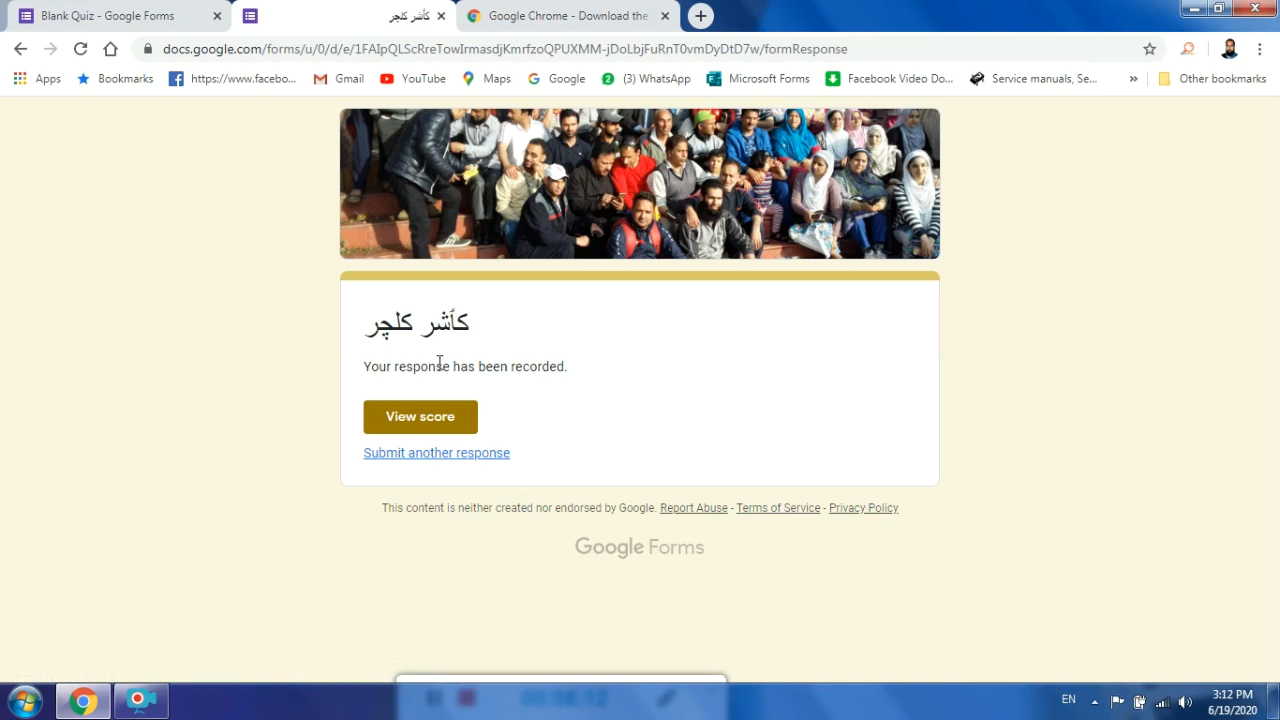 Blank Quiz - Google Forms
کٲشر کلچر
Google Chrome - Download the
docs.google.com/forms/u/0/d/e/1FAIpQLScRreTowIrmasdjKmrfzoQPUXMM-jDoLbjFuRnT0vmDyDtD7w/formResponse
Apps
Bookmarks
https://www.facebo...
Gmail
YouTube
Maps
Google
(3) WhatsApp
Microsoft Forms
Facebook Video Do...
Service manuals, Se...
»
Other bookmarks
کٲشر کلچر
Your response has been recorded.
View score
Submit another response
This content is neither created nor endorsed by Google. Report Abuse - Terms of Service - Privacy Policy
Google Forms
EN
3:12 PM
6/19/2020